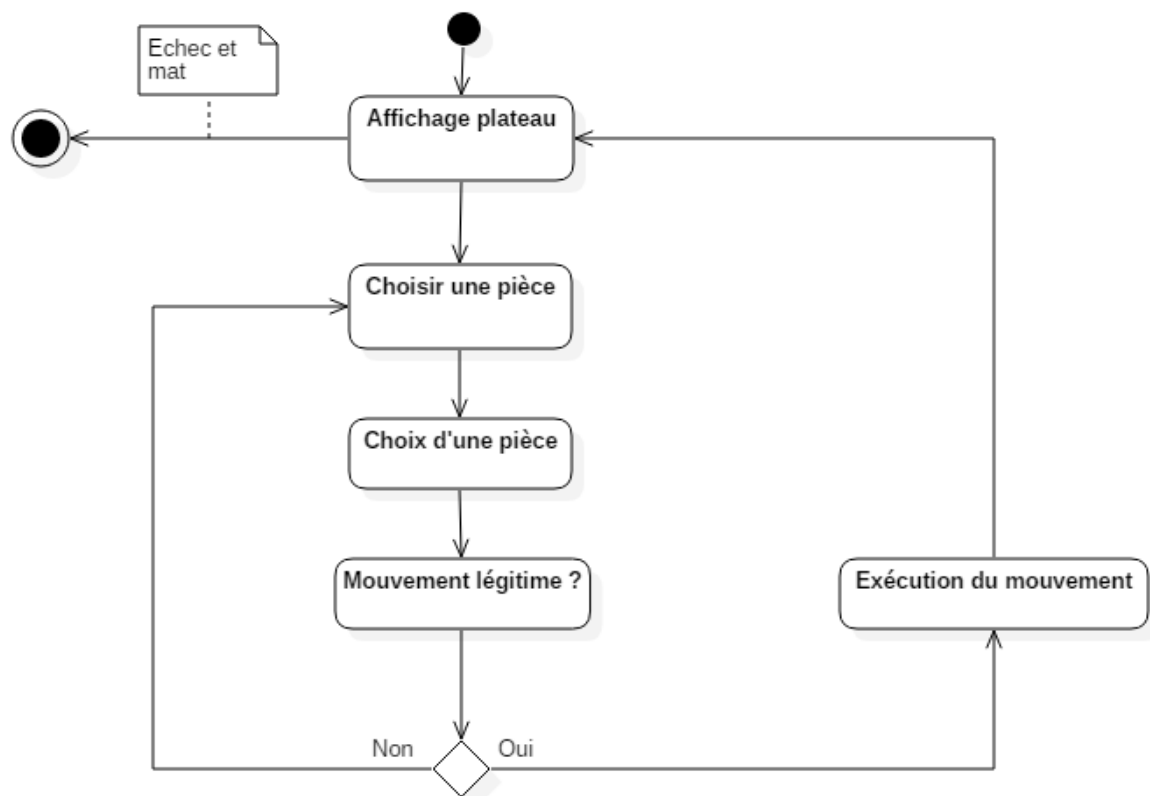 Echec et
mat
Affichage plateau
Choisir une pièce
Choix d'une pièce
Mouvement légitime ?
Exécution du mouvement
Non
Oui